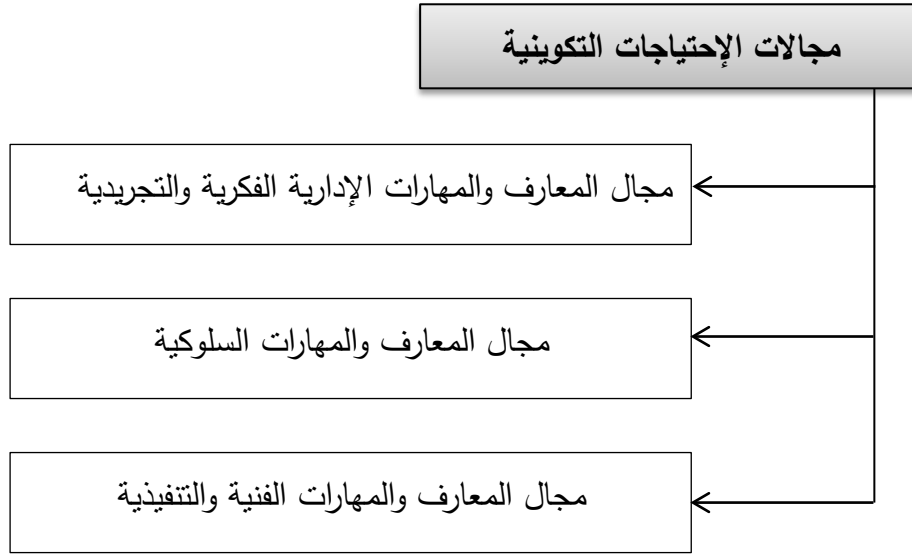 مجالات الإحتياجات التكوينية
مجال المعارف والمهارات الإدارية الفكرية والتجريدية
مجال المعارف والمهارات السلوكية
مجال المعارف والمهارات الفنية والتنفيذية